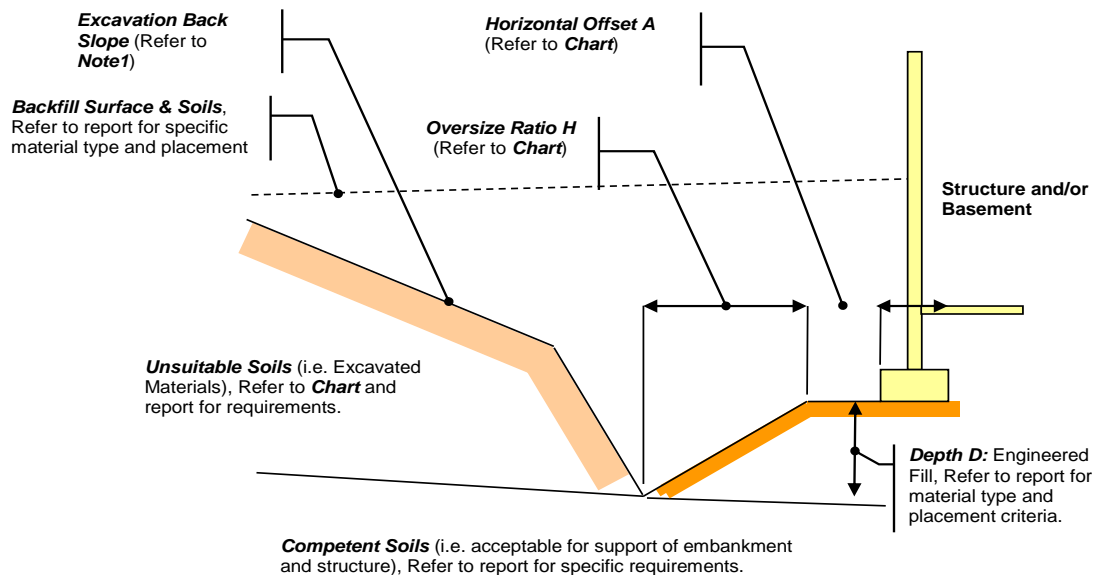 Excavation Back
Slope (Refer to
Note1)
Horizontal Offset A
(Refer to Chart)
Backfill Surface & Soils,
Refer to report for specific
material type and placement
Oversize Ratio H
(Refer to Chart)
Structure and/or
Basement
Unsuitable Soils (i.e. Excavated
Materials), Refer to Chart and
report for requirements.
Depth D: Engineered
Fill, Refer to report for
material type and
placement criteria.
Competent Soils (i.e. acceptable for support of embankment
and structure), Refer to report for specific requirements.